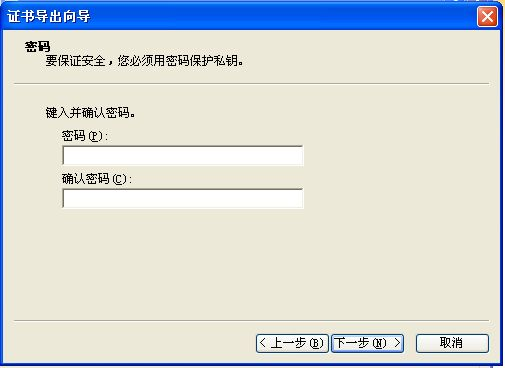 证书导出向导
密码
要保证安全，您必须用密码保护私钥。
键入并确认密码。
密码(P):
确认密码(C):
< 上一步(B) 下一步(N) > 取消